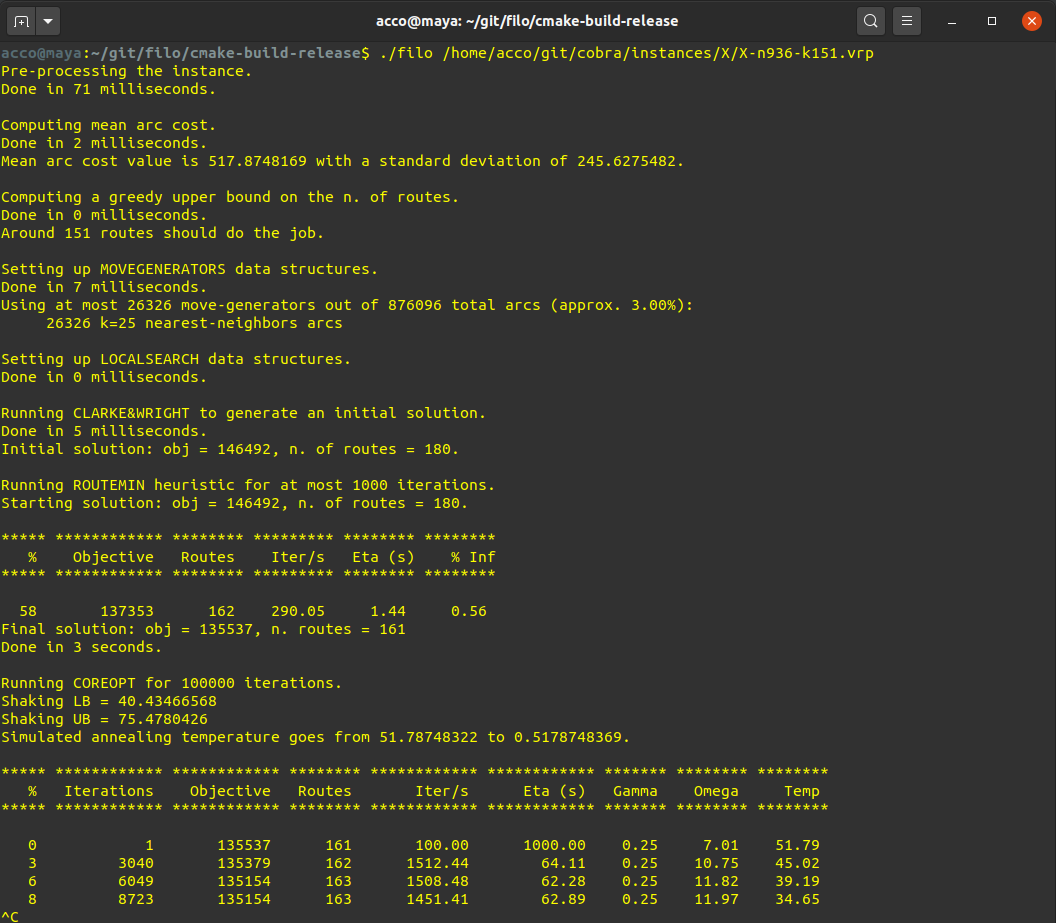 acco@maya: ~/git/filo/cmake-build-release
acco@maya:~/git/filo/cmake-build-release$ ./filo /home/acco/git/cobra/instances/X/X-n936-k151.vrp
Pre-processing the instance.
Done in 71 milliseconds.
Computing mean arc cost.
Done in 2 milliseconds.
Mean arc cost value is 517.8748169 with a standard deviation of 245.6275482.
Computing a greedy upper bound on the n. of routes.
Done in 0 milliseconds.
Around 151 routes should do the job.
Setting up MOVEGENERATORS data structures.
Done in 7 milliseconds.
Using at most 26326 move-generators out of 876096 total arcs (approx. 3.00%):
     26326 k=25 nearest-neighbors arcs
Setting up LOCALSEARCH data structures.
Done in 0 milliseconds.
Running CLARKE&WRIGHT to generate an initial solution.
Done in 5 milliseconds.
Initial solution: obj = 146492, n. of routes = 180.
Running ROUTEMIN heuristic for at most 1000 iterations.
Starting solution: obj = 146492, n. of routes = 180.
***** ************ ******** ********* ******** ********
   %    Objective   Routes    Iter/s   Eta (s)    % Inf
***** ************ ******** ********* ******** ********
  58       137353      162    290.05     1.44     0.56
Final solution: obj = 135537, n. routes = 161
Done in 3 seconds.
Running COREOPT for 100000 iterations.
Shaking LB = 40.43466568
Shaking UB = 75.4780426
Simulated annealing temperature goes from 51.78748322 to 0.5178748369.
***** ************ ************ ******** ************ ************ ******* ******** ********
   %   Iterations    Objective   Routes       Iter/s      Eta (s)   Gamma    Omega     Temp
***** ************ ************ ******** ************ ************ ******* ******** ********
   0            1       135537      161       100.00      1000.00    0.25     7.01    51.79
   3         3040       135379      162      1512.44        64.11    0.25    10.75    45.02
   6         6049       135154      163      1508.48        62.28    0.25    11.82    39.19
   8         8723       135154      163      1451.41        62.89    0.25    11.97    34.65
^C